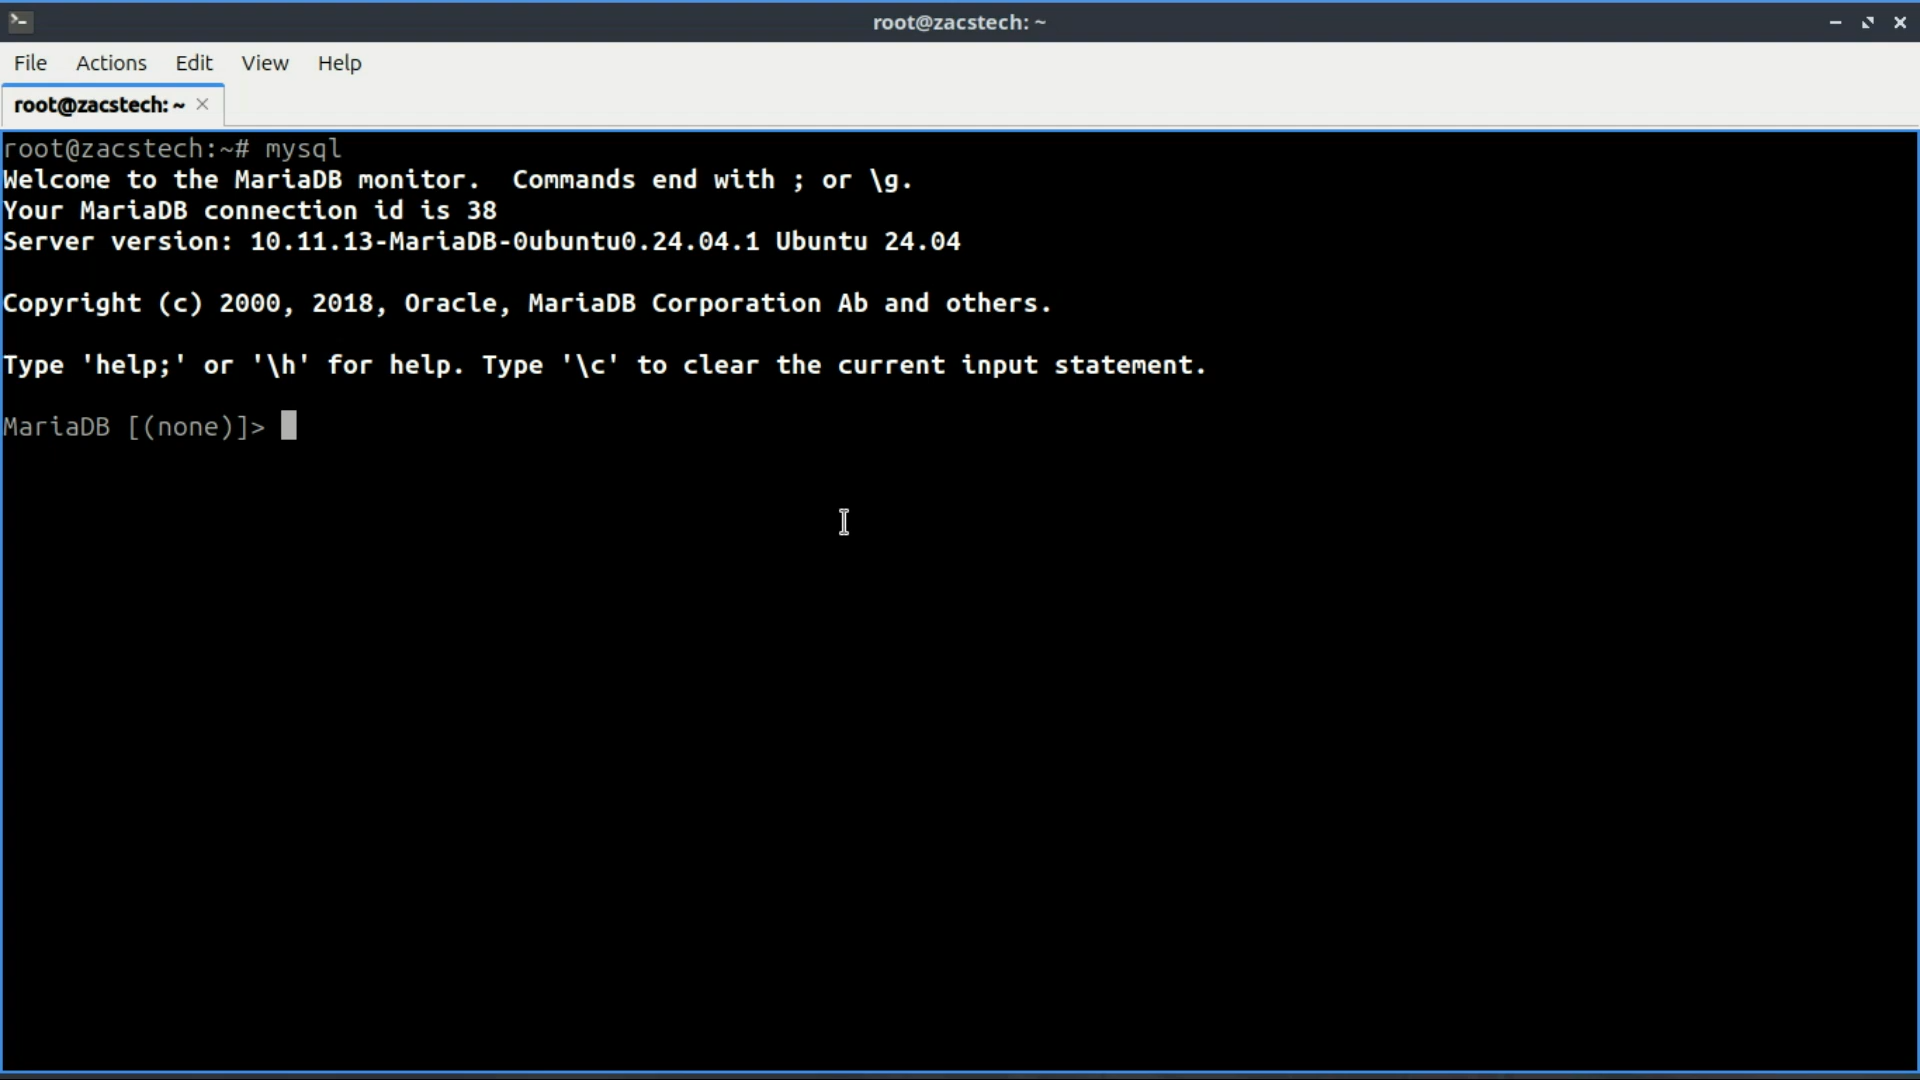 root@zacstech: ~
File Actions Edit View Help
root@zacstech: ~
root@zacstech:~# mysql
Welcome to the MariaDB monitor.  Commands end with ; or \g.
Your MariaDB connection id is 38
Server version: 10.11.13-MariaDB-0ubuntu0.24.04.1 Ubuntu 24.04
Copyright (c) 2000, 2018, Oracle, MariaDB Corporation Ab and others.
Type 'help;' or '\h' for help. Type '\c' to clear the current input statement.
MariaDB [(none)]>